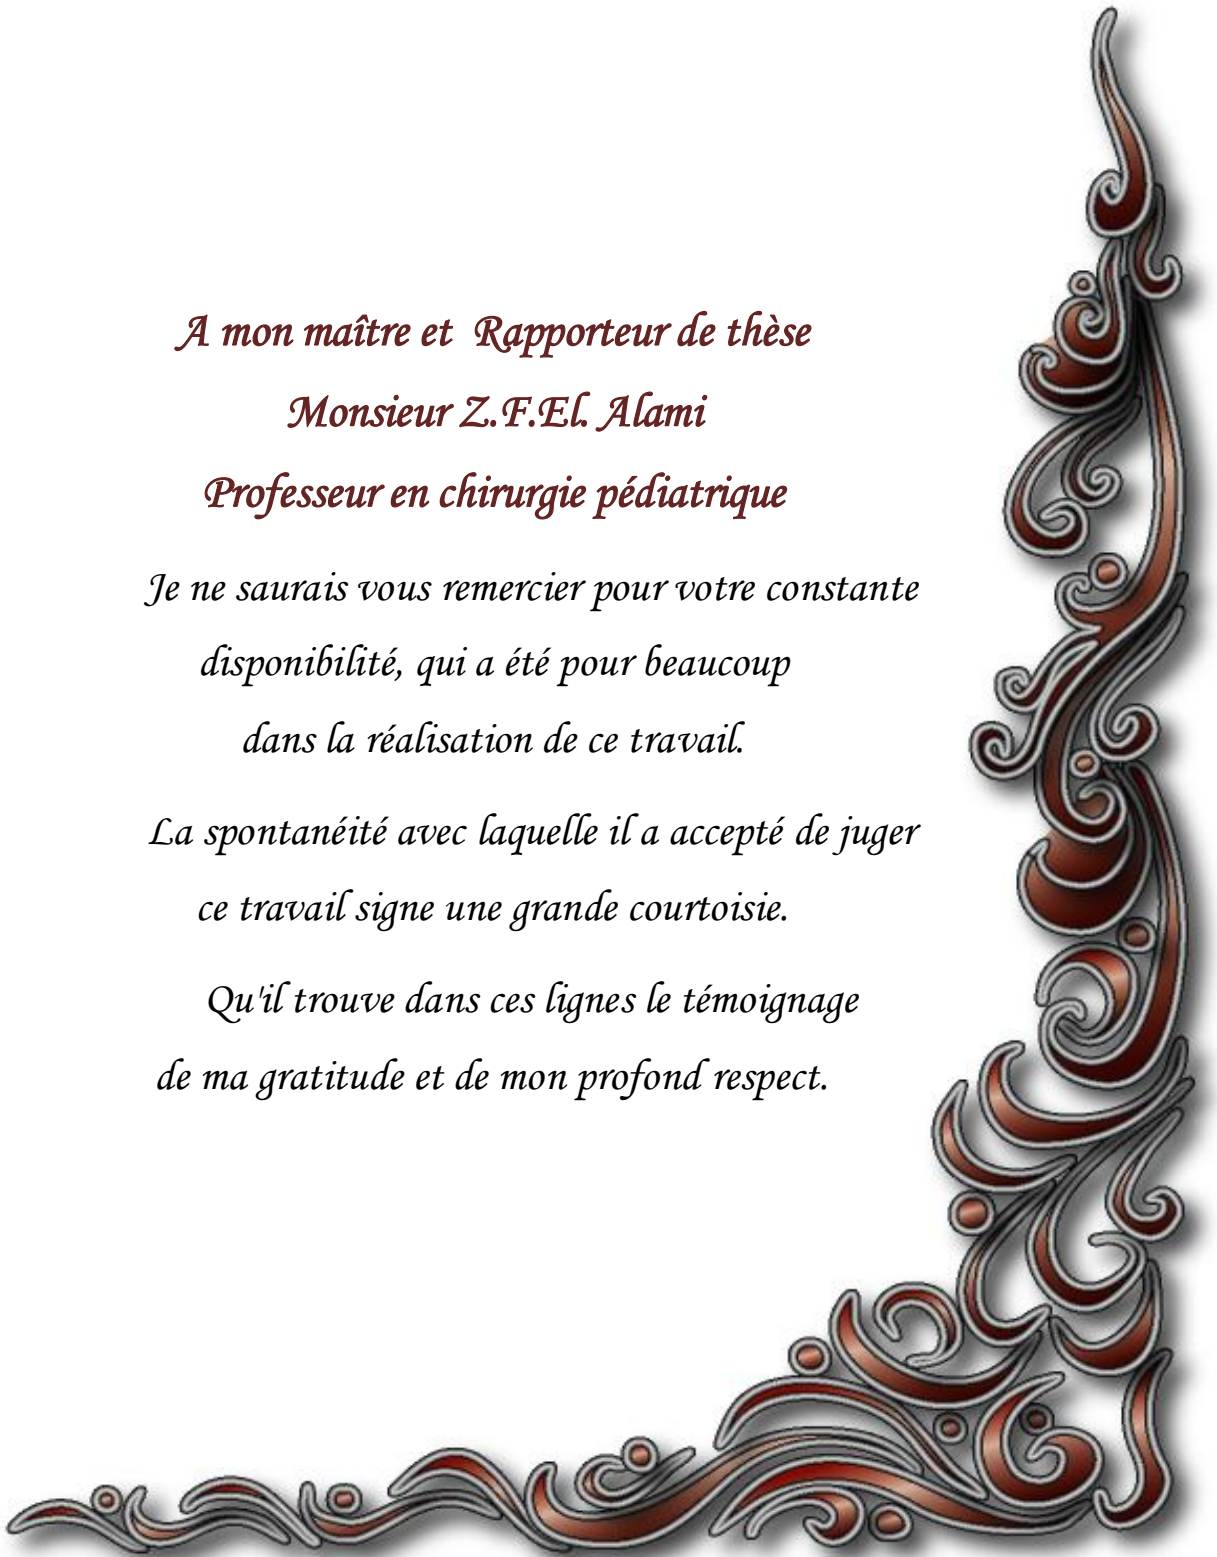 A mon maître et Rapporteur de thèse
Monsieur Z.F.El. Alami
Professeur en chirurgie pédiatrique
Je ne saurais vous remercier pour votre constante
disponibilité, qui a été pour beaucoup
dans la réalisation de ce travail.
La spontanéité avec laquelle il a accepté de juger
ce travail signe une grande courtoisie.
Qu'il trouve dans ces lignes le témoignage
de ma gratitude et de mon profond respect.